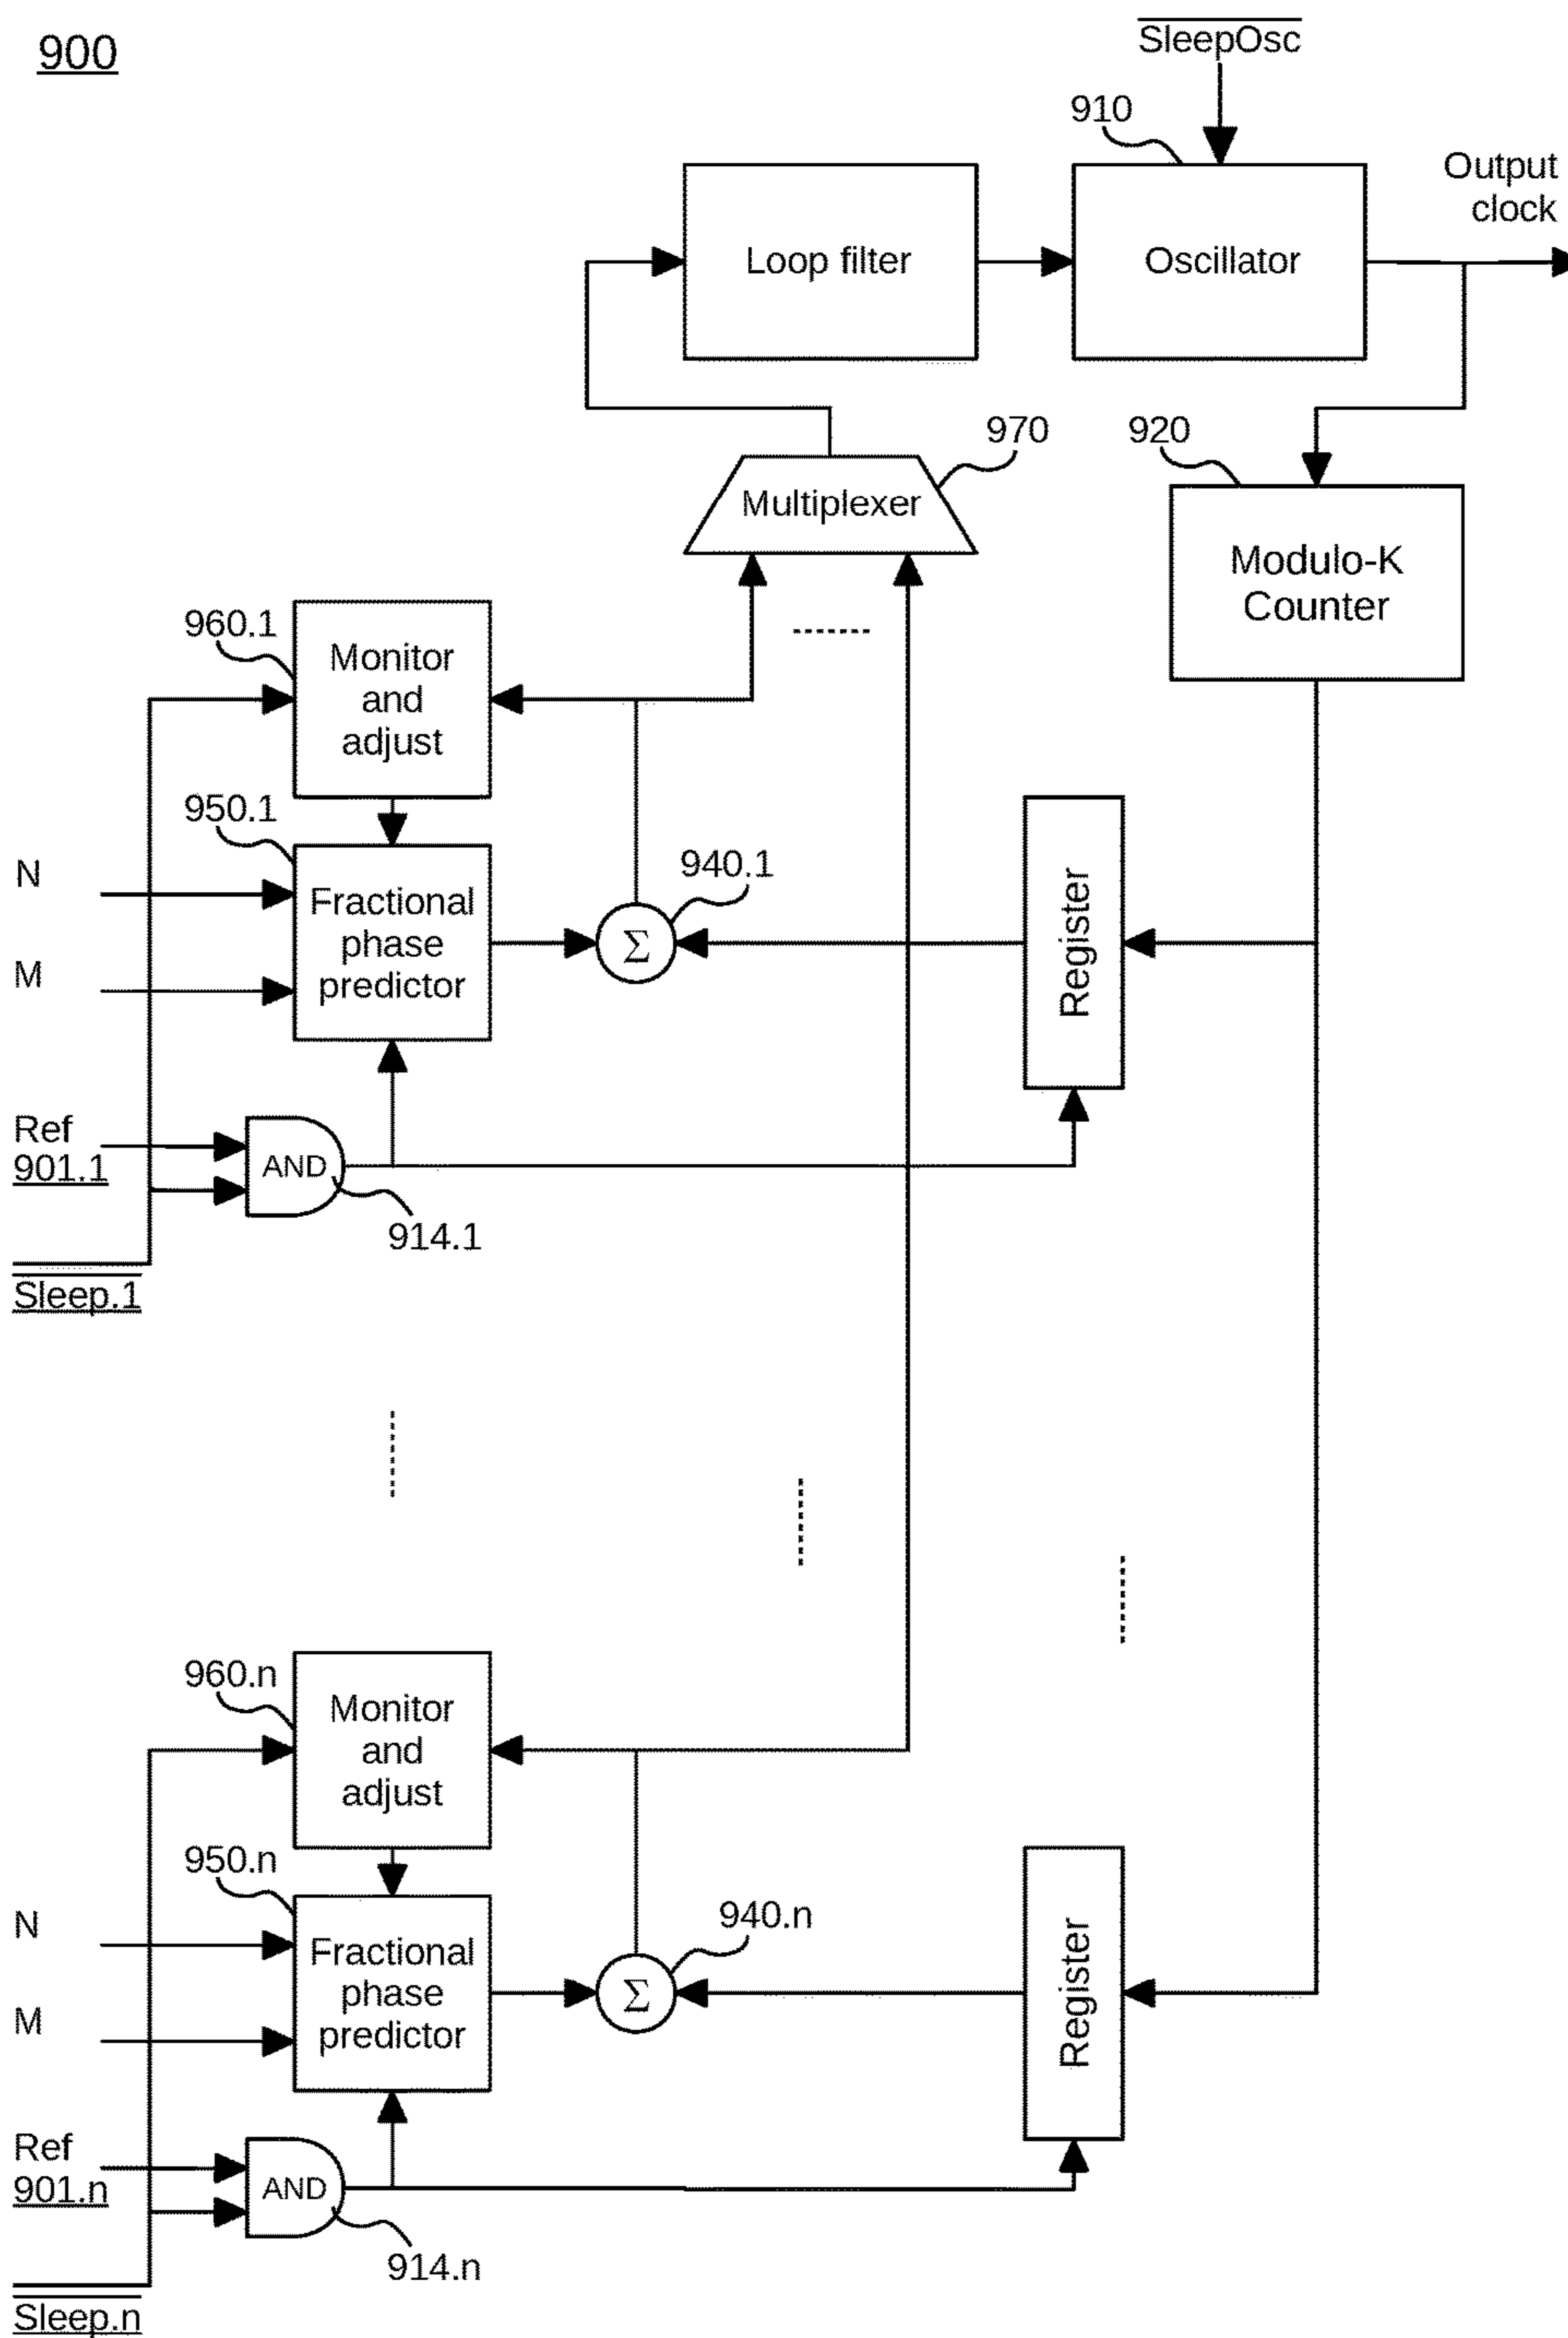 900
SleepOsc
910
Output
clock
Loop filter
Oscillator
970
920
Multiplexer
Modulo-K
Counter
960.1
Monitor
and
adjust
950.1
N
Fractional
phase
predictor
940.1
Σ
Register
M
Ref
901.1
AND
914.1
Sleep.1
960.n
Monitor
and
adjust
950.n
N
Fractional
phase
predictor
940.n
Σ
Register
M
Ref
901.n
AND
914.n
Sleep.n